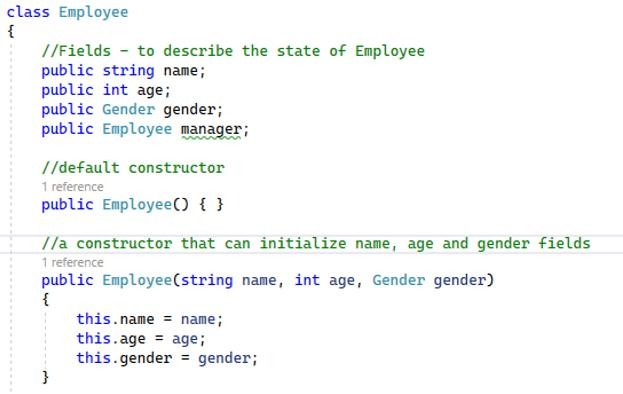 class Employee
{
//Fields – to describe the state of Employee
public string name;
public int age;
public Gender gender;
public Employee manager;
//default constructor
1 reference
public Employee() { }
//a constructor that can initialize name, age and gender fields
1 reference
public Employee(string name, int age, Gender gender)
{
this.name = name;
this.age = age;
this.gender = gender;
}